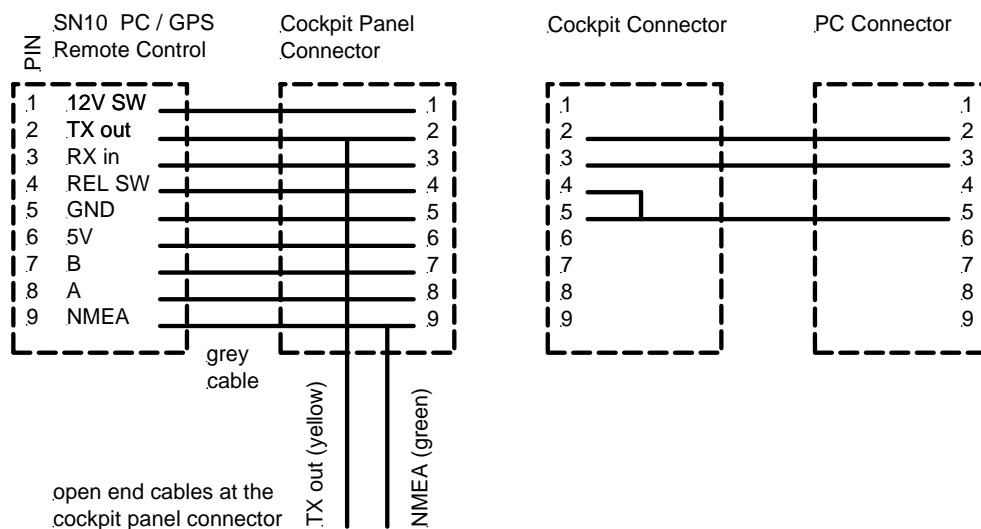 SN10 PC / GPS
Remote Control
Cockpit Panel
Connector
PIN
1 12V SW
2 TX out
3 RX in
4 REL SW
5 GND
6 5V
7 B
8 A
9 NMEA
1
2
3
4
5
6
7
8
9
grey
cable
TX out (yellow)
NMEA (green)
open end cables at the
cockpit panel connector
Cockpit Connector
PC Connector
1
2
3
4
5
6
7
8
9
1
2
3
4
5
6
7
8
9